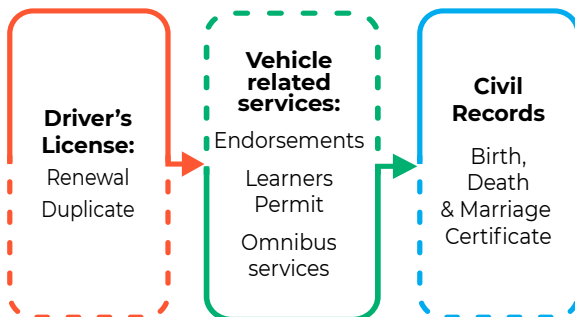 Driver’s
License:
Renewal
Duplicate
Vehicle
related
services:
Endorsements
Learners
Permit
Omnibus
services
Civil
Records
Birth,
Death
& Marriage
Certificate